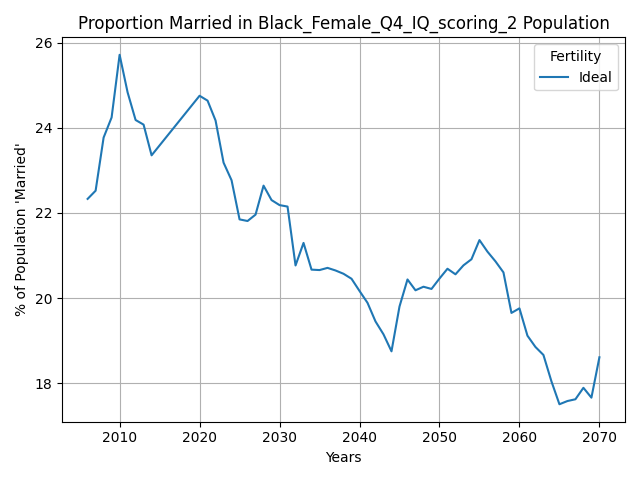 Proportion Married in Black_Female_Q4_IQ_scoring_2 Population
Fertility
Ideal
% of Population 'Married'
26
24
22
20
18
2010 2020 2030 2040 2050 2060 2070
Years